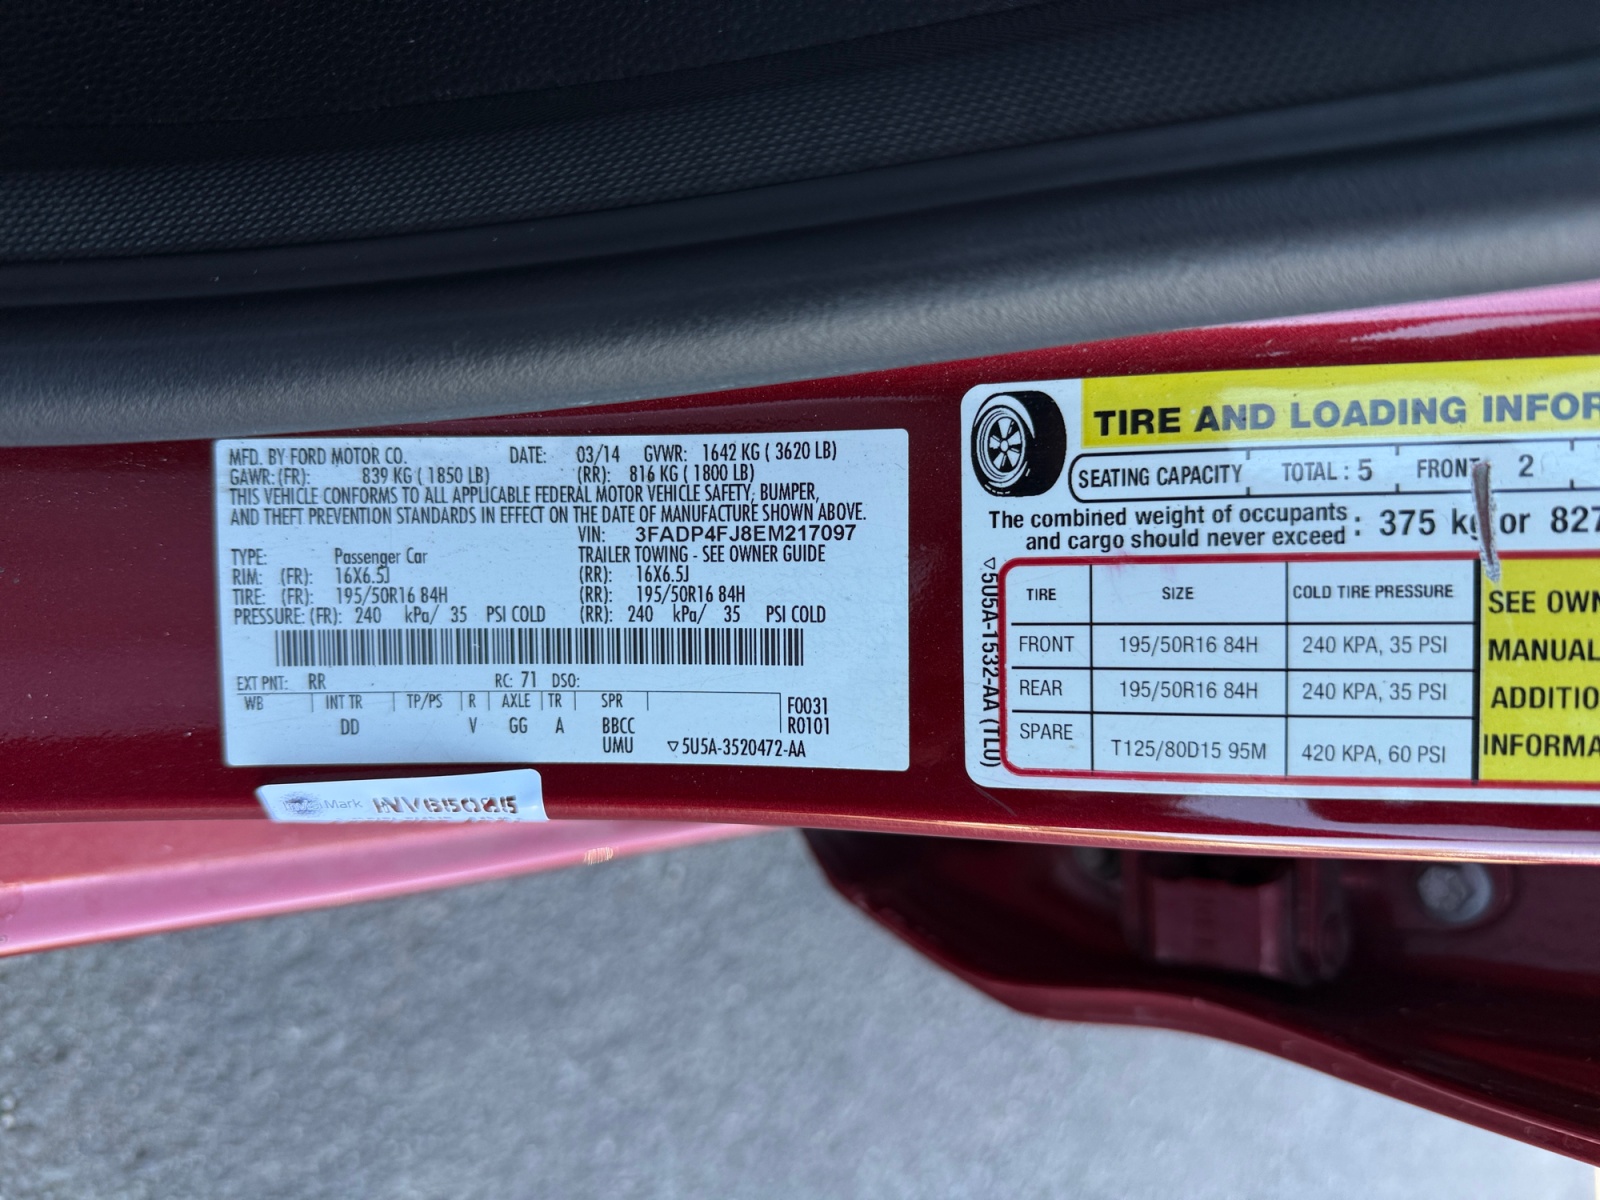 MFD. BY FORD MOTOR CO. DATE: 03/14 GVWR: 1642 KG ( 3620 LB)
GAWR: (FR): 839 KG ( 1850 LB) (RR): 816 KG ( 1800 LB)
THIS VEHICLE CONFORMS TO ALL APPLICABLE FEDERAL MOTOR VEHICLE SAFETY, BUMPER,
AND THEFT PREVENTION STANDARDS IN EFFECT ON THE DATE OF MANUFACTURE SHOWN ABOVE.
VIN: 3FADP4FJ8EM217097
TYPE: Passenger Car TRAILER TOWING - SEE OWNER GUIDE
RIM: (FR): 16X6.5J (RR): 16X6.5J
TIRE: (FR): 195/50R16 84H (RR): 195/50R16 84H
PRESSURE: (FR): 240 kPa/ 35 PSI COLD (RR): 240 kPa/ 35 PSI COLD
EXT PNT: RR RC: 71 DSO:
WB INT TR TP/PS R AXLE TR SPR F0031
DD V GG A BBCC R0101
UMU ▽5U5A-3520472-AA
Mark
TIRE AND LOADING INFOR
SEATING CAPACITY TOTAL : 5 FRONT 2
The combined weight of occupants
and cargo should never exceed : 375 kg or 827
▽5U5A-1532-AA (TLU)
TIRE SIZE COLD TIRE PRESSURE
FRONT 195/50R16 84H 240 KPA, 35 PSI
REAR 195/50R16 84H 240 KPA, 35 PSI
SPARE T125/80D15 95M 420 KPA, 60 PSI
SEE OWN
MANUAL
ADDITIO
INFORMA